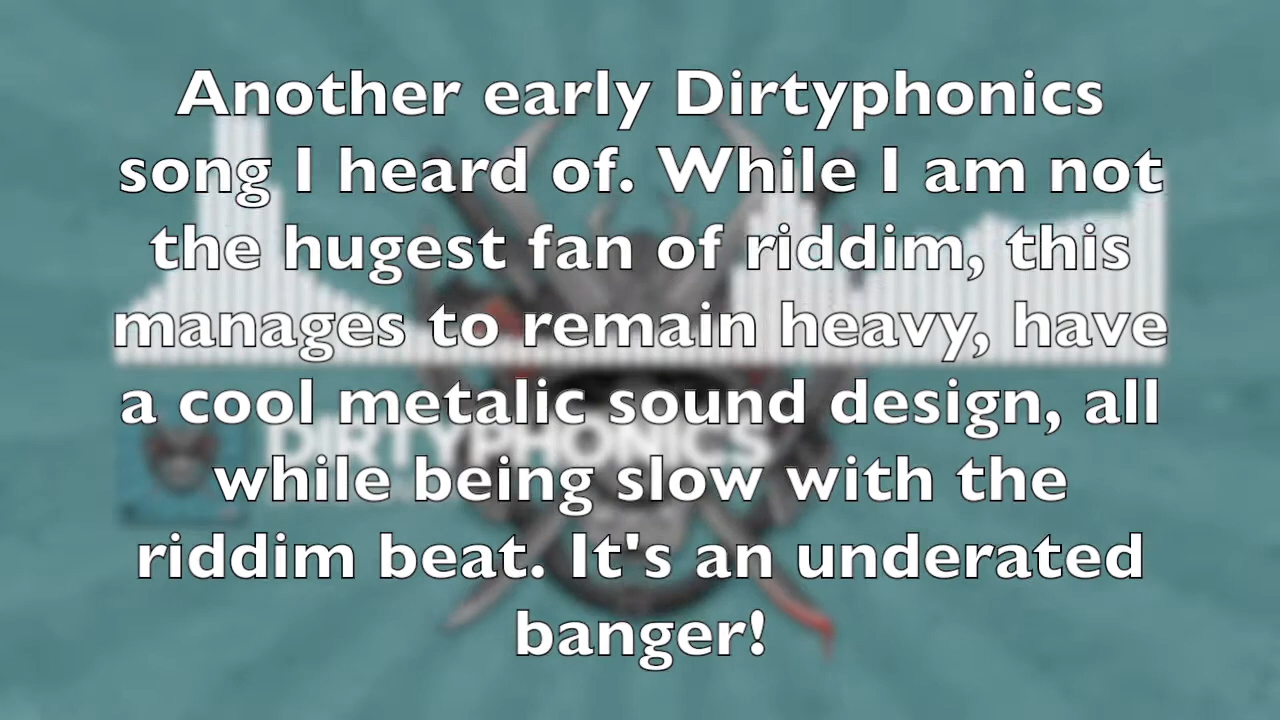 Another early Dirtyphonics
song I heard of. While I am not
the hugest fan of riddim, this
manages to remain heavy, have
a cool metalic sound design, all
while being slow with the
riddim beat. It's an underated
banger!
DIRTYPHONICS